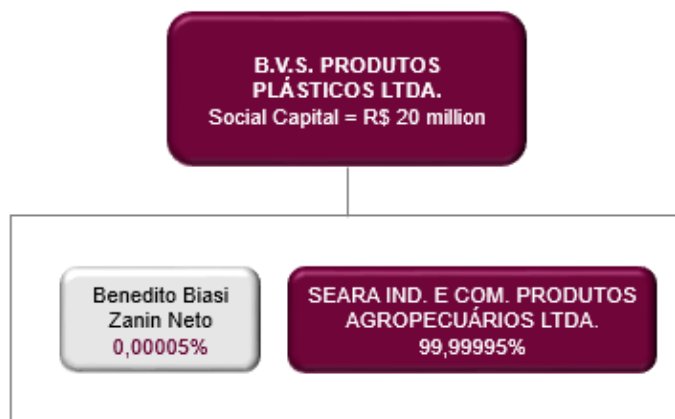 B.V.S. PRODUTOS
PLÁSTICOS LTDA.
Social Capital = R$ 20 million
Benedito Biasi
Zanin Neto
0,00005%
SEARA IND. E COM. PRODUTOS
AGROPECUÁRIOS LTDA.
99,99995%